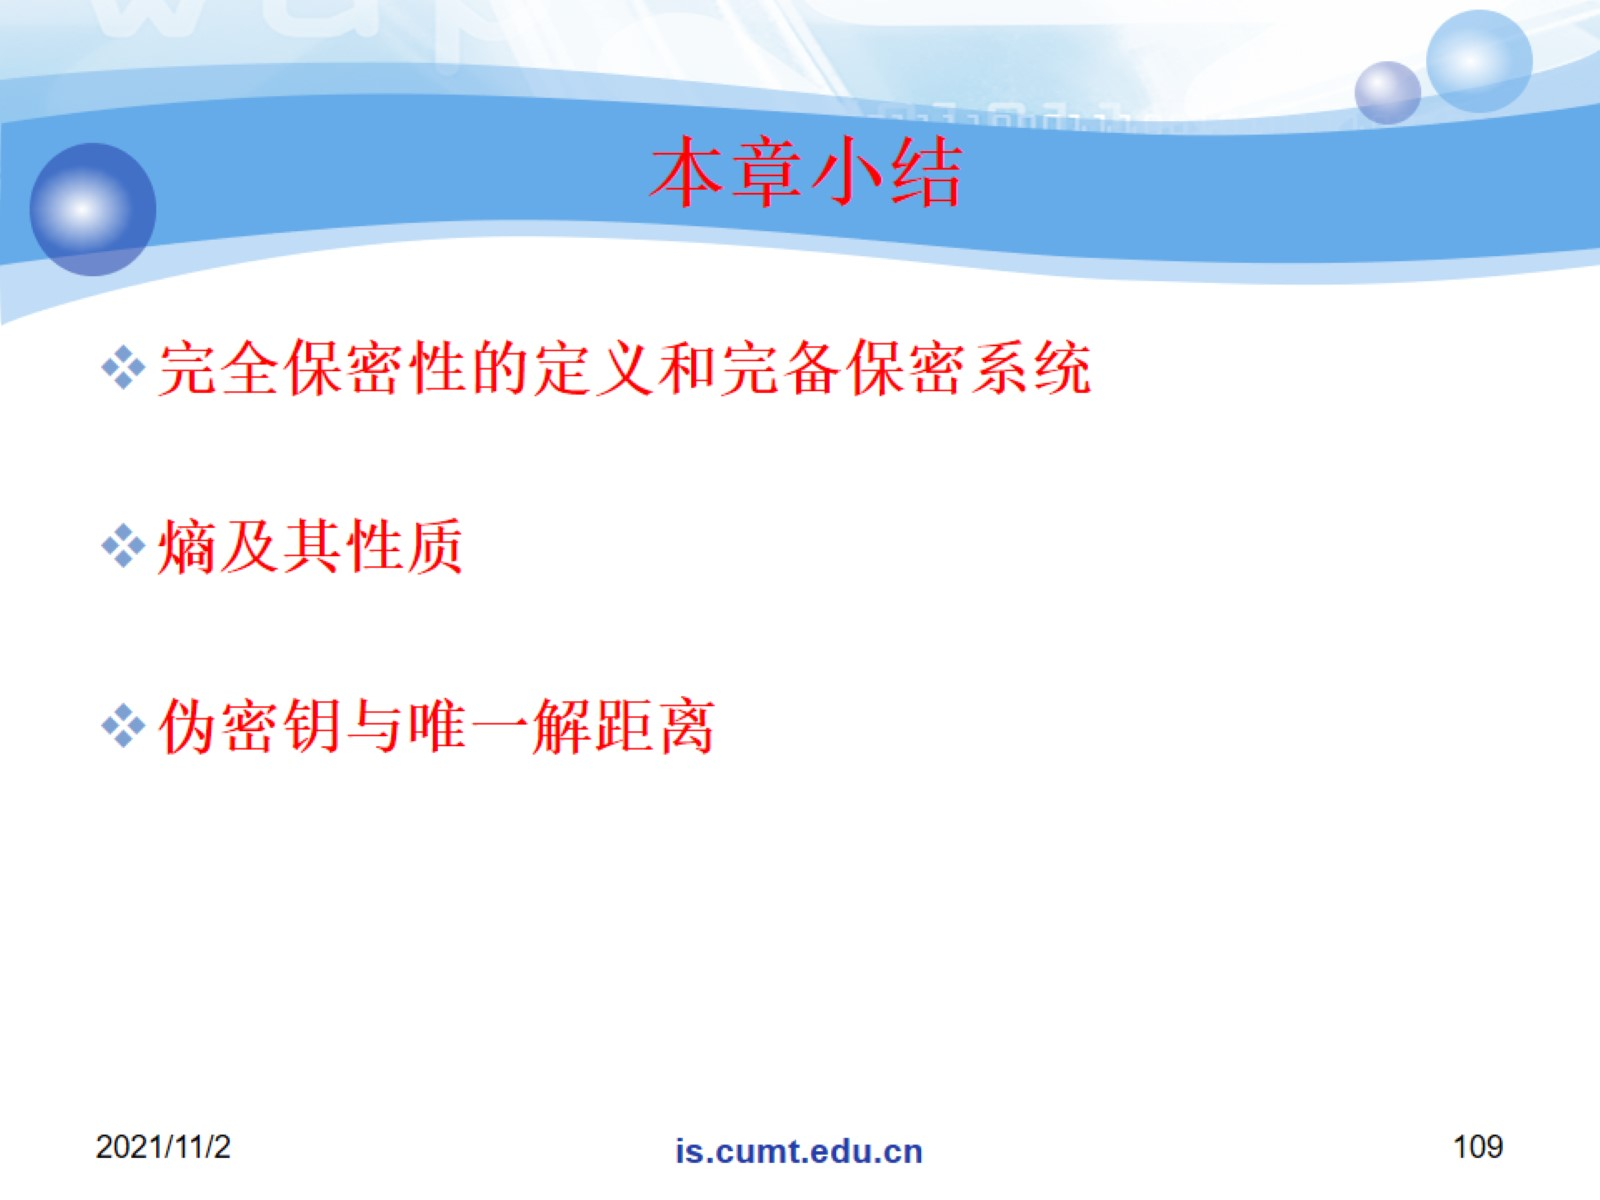 本章小结
完全保密性的定义和完备保密系统
熵及其性质
伪密钥与唯一解距离
2021/11/2
is.cumt.edu.cn
109